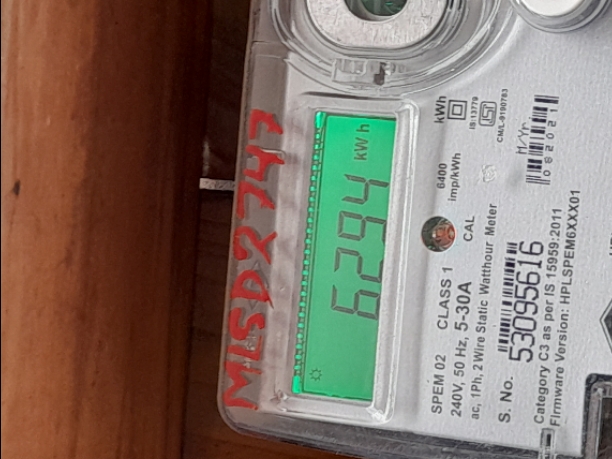 MLSD2747
6294 kWh
kWh
IS 13779
6400
imp/kWh
CAL
SPEM 02 CLASS 1
240V, 50 Hz, 5-30A
ac, 1Ph, 2 Wire Static Watthour Meter
M/Yr.
062021
S. No. 53095616
Category C3 as per IS 15959:2011
Firmware Version: HPLSPEM6XXX01